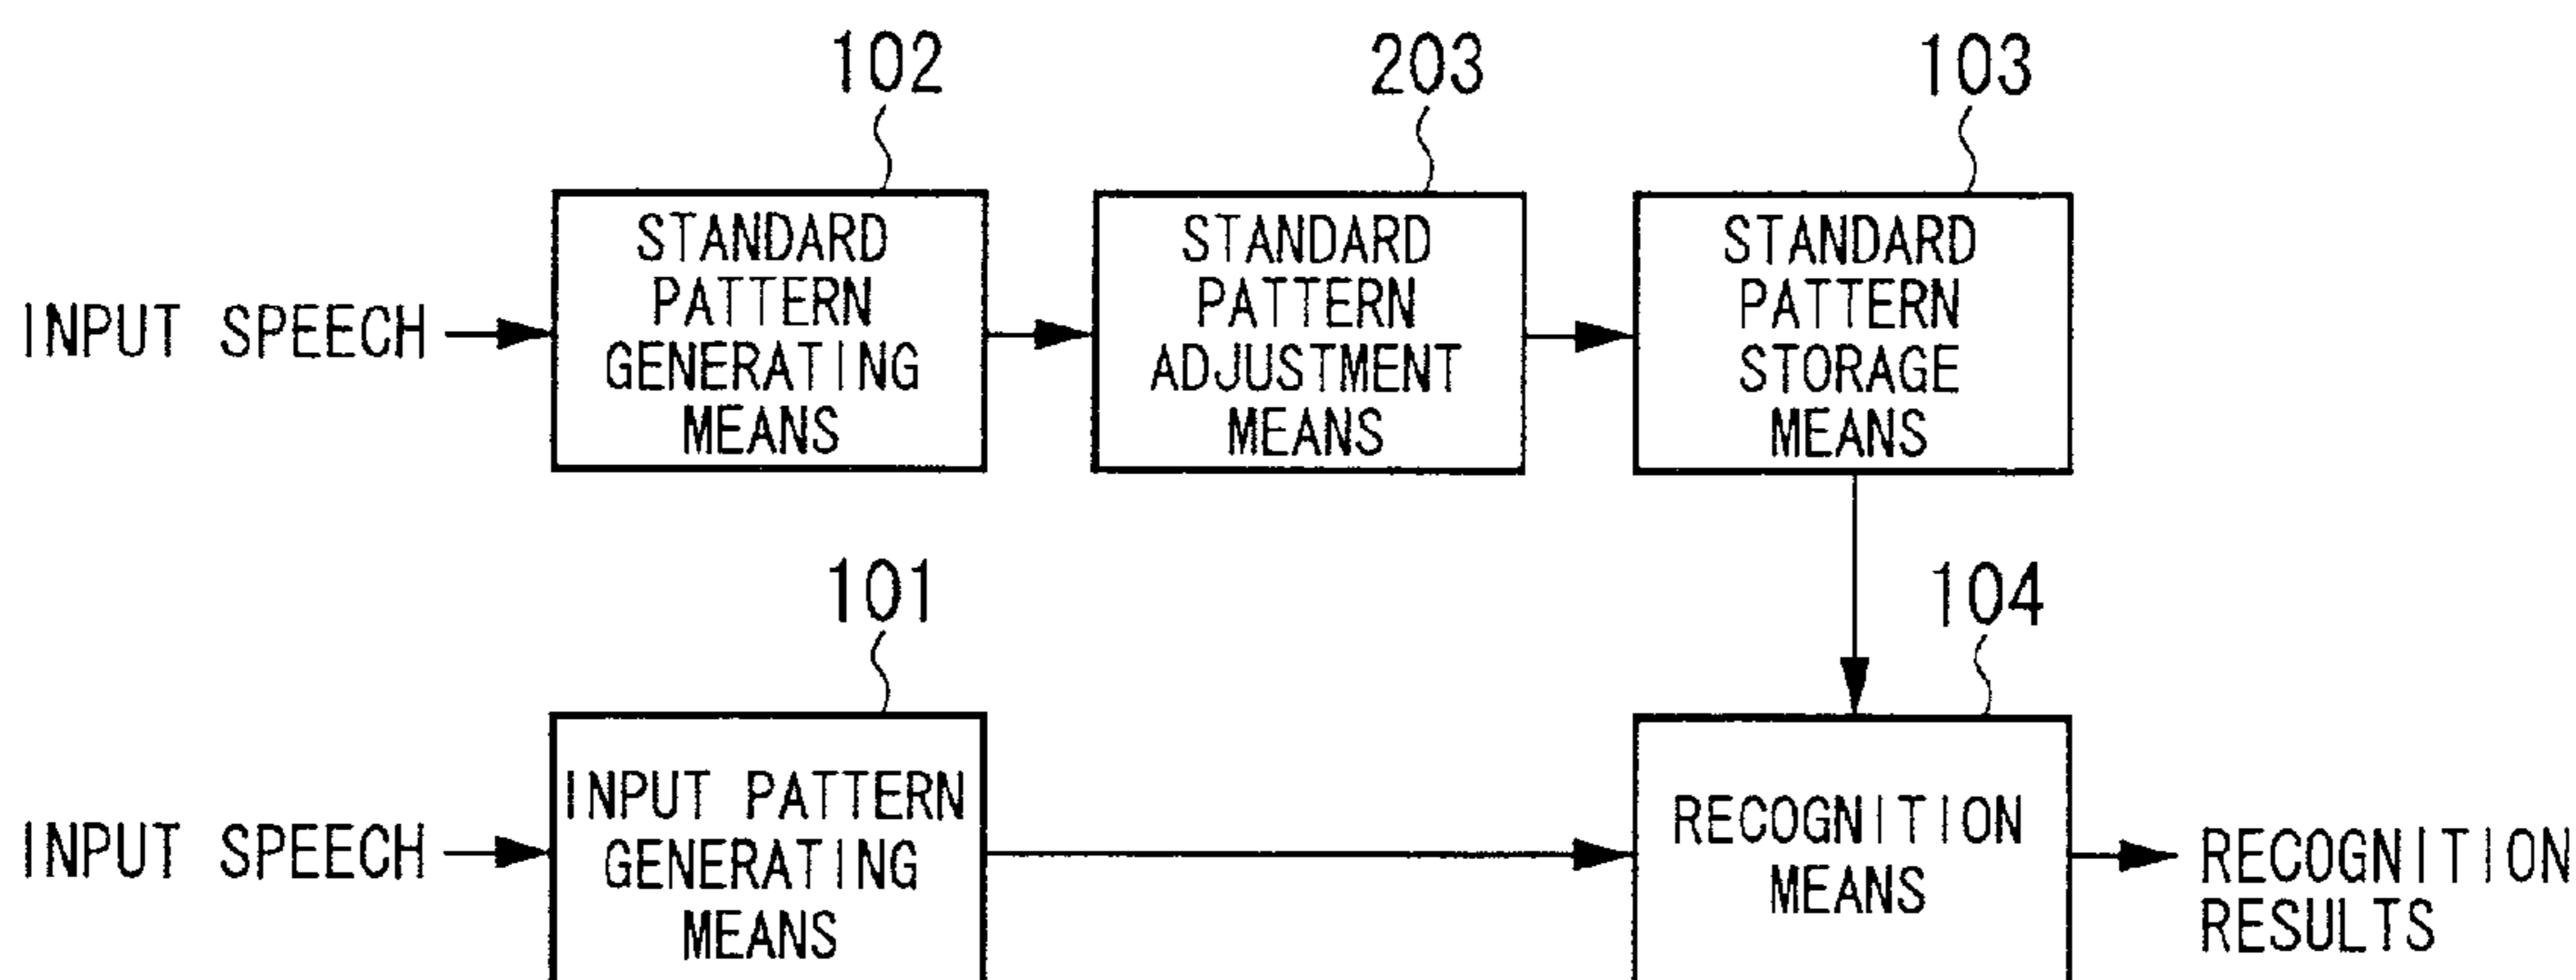 102
203
103
INPUT SPEECH
STANDARD
PATTERN
GENERATING
MEANS
STANDARD
PATTERN
ADJUSTMENT
MEANS
STANDARD
PATTERN
STORAGE
MEANS
101
104
INPUT SPEECH
INPUT PATTERN
GENERATING
MEANS
RECOGNITION
MEANS
RECOGNITION
RESULTS